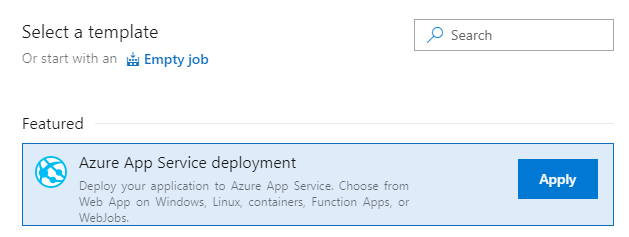 Select a template
Search
Or start with an Empty job
Featured
Azure App Service deployment
Deploy your application to Azure App Service. Choose from
Web App on Windows, Linux, containers, Function Apps, or
WebJobs.
Apply